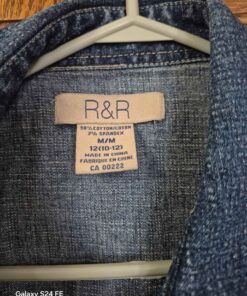 R&R
98% COTTON/COTON
2% SPANDEX
M/M
12(10-12)
MADE IN CHINA
FABRIQUÉ EN CHINE
CA 00222
Galaxy S24 FE